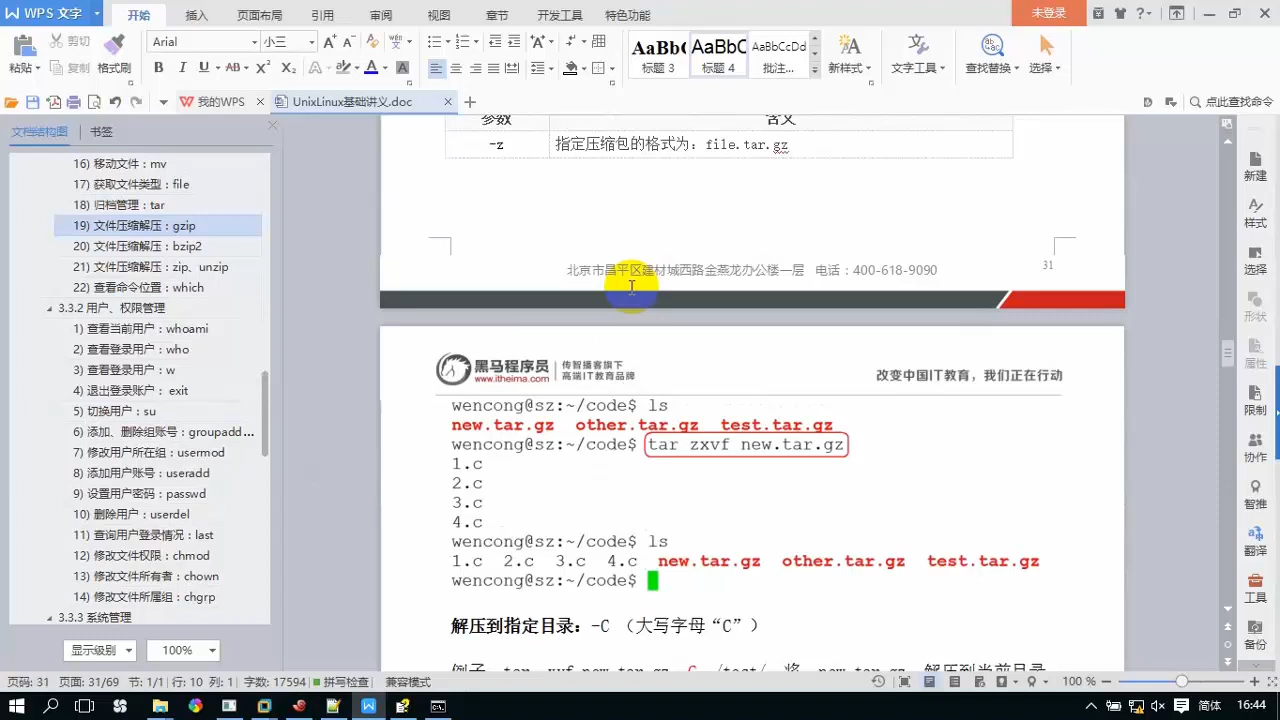 WPS 文字 开始 插入 页面布局 引用 审阅 视图 章节 开发工具 特色功能 未登录
粘贴 剪切 复制 格式刷 Arial 小三
AaBb( 标题 3 AaBbC 标题 4 AaBbCcDd 批注... 新样式 文字工具 查找替换 选择
我的WPS UnixLinux基础讲义.doc 点此查找命令
文档结构图 书签
16) 移动文件：mv
17) 获取文件类型：file
18) 归档管理：tar
19) 文件压缩解压：gzip
20) 文件压缩解压：bzip2
21) 文件压缩解压：zip、unzip
22) 查看命令位置：which
3.3.2 用户、权限管理
1) 查看当前用户：whoami
2) 查看登录用户：who
3) 查看登录用户：w
4) 退出登录账户： exit
5) 切换用户：su
6) 添加、删除组账号：groupadd ...
7) 修改用户所在组：usermod
8) 添加用户账号：useradd
9) 设置用户密码：passwd
10) 删除用户：userdel
11) 查询用户登录情况：last
12) 修改文件权限：chmod
13) 修改文件所有者：chown
14) 修改文件所属组：chgrp
3.3.3 系统管理
显示级别 100%
参数 含义
-z 指定压缩包的格式为：file.tar.gz
北京市昌平区建材城西路金燕龙办公楼一层 电话：400-618-9090
31
黑马程序员
www.itheima.com
传智播客旗下
高端IT教育品牌
改变中国IT教育，我们正在行动
wencong@sz:~/code$ ls
new.tar.gz other.tar.gz test.tar.gz
wencong@sz:~/code$ tar zxvf new.tar.gz
1.c
2.c
3.c
4.c
wencong@sz:~/code$ ls
1.c 2.c 3.c 4.c new.tar.gz other.tar.gz test.tar.gz
wencong@sz:~/code$
解压到指定目录：-C （大写字母“C”）
新建
样式
选择
形状
属性
限制
协作
智推
翻译
工具
备份
页码: 31 页面: 31/69 节: 1/1 行: 10 列: 1 字数: 17594 拼写检查 兼容模式 100 %
简体 16:44